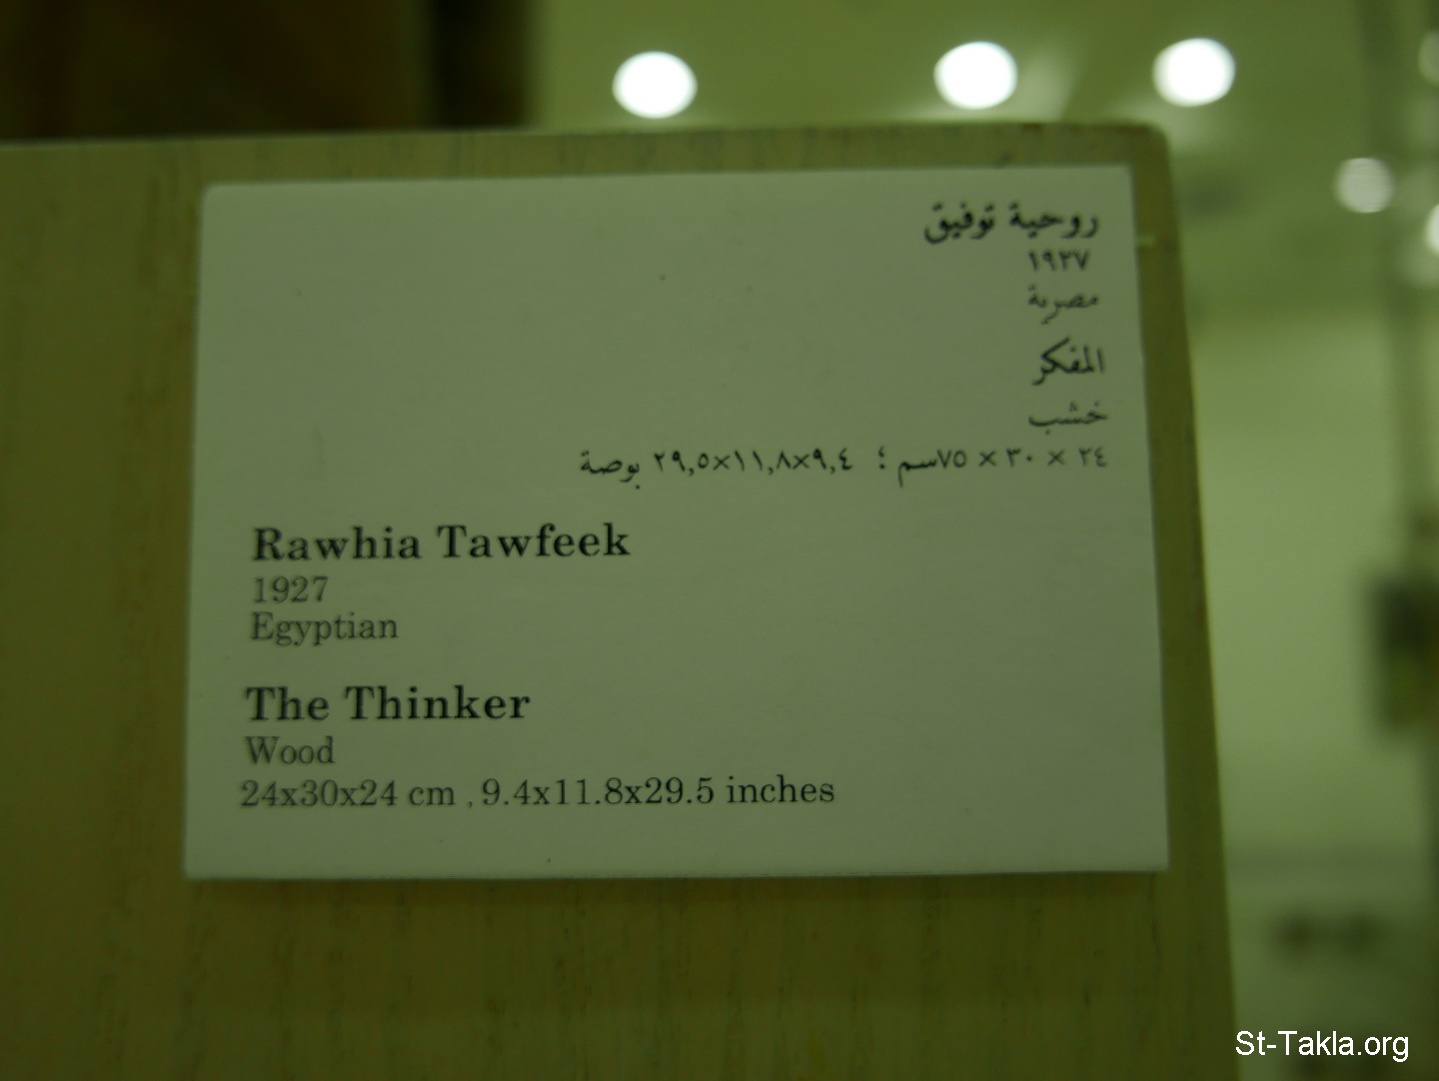 روحية توفيق
١٩٢٧
مصرية
المفكر
خشب
٢٤ × ٣٠ × ٧٥سم ؛ ٩,٤×١١,٨×٢٩,٥ بوصة
Rawhia Tawfeek
1927
Egyptian
The Thinker
Wood
24x30x24 cm , 9.4x11.8x29.5 inches
St-Takla.org